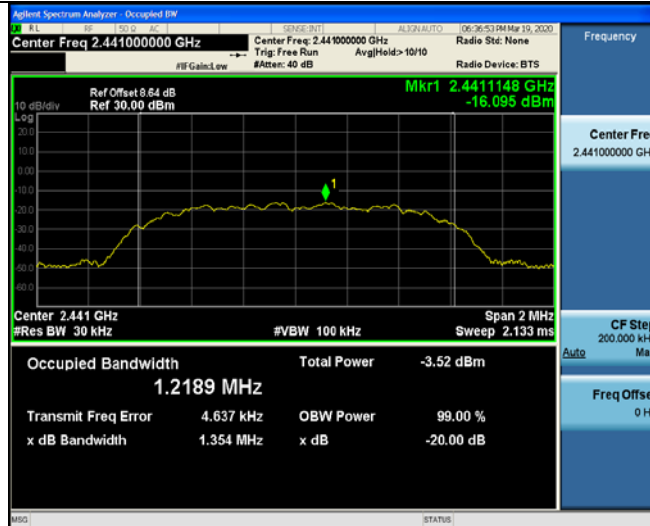 Agilent Spectrum Analyzer - Occupied BW
RL RF 50 Ω AC SENSE:INT ALIGN AUTO 06:36:53 PM Mar 19, 2020
Center Freq 2.441000000 GHz Center Freq: 2.441000000 GHz Radio Std: None
Trig: Free Run Avg|Hold:> 10/10
#IFGain:Low #Atten: 40 dB Radio Device: BTS
Frequency
Ref Offset 8.64 dB Mkr1 2.4411148 GHz
10 dB/div Ref 30.00 dBm -16.095 dBm
Log
20.0
10.0
0.00
-10.0
-20.0
-30.0
-40.0
-50.0
-60.0
1
Center 2.441 GHz Span 2 MHz
#Res BW 30 kHz #VBW 100 kHz Sweep 2.133 ms
Occupied Bandwidth Total Power -3.52 dBm
1.2189 MHz
Transmit Freq Error 4.637 kHz OBW Power 99.00 %
x dB Bandwidth 1.354 MHz x dB -20.00 dB
Center Fre
2.441000000 GH
CF Ste
200.000 kH
Auto Ma
Freq Offse
0 H
MSG STATUS